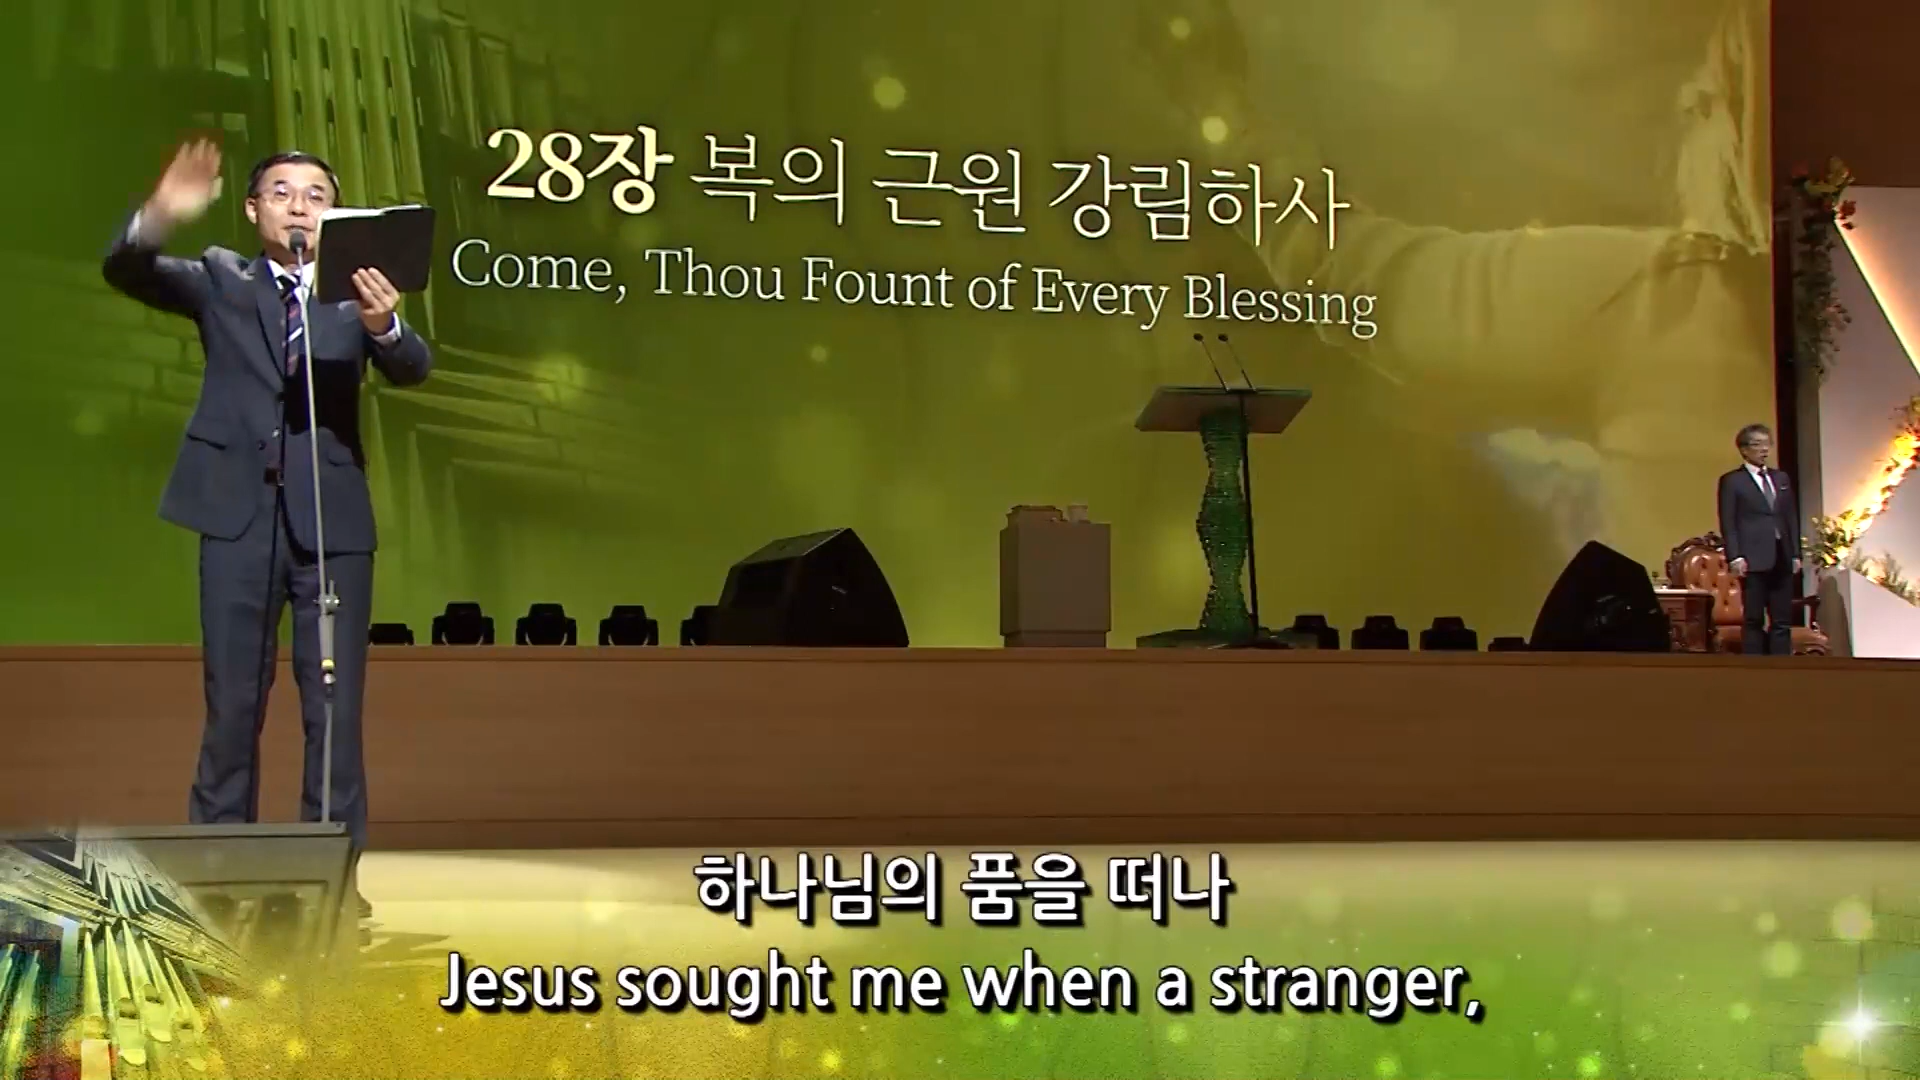 28장 복의 근원 강림하사
Come, Thou Fount of Every Blessing
하나님의 품을 떠나
Jesus sought me when a stranger,